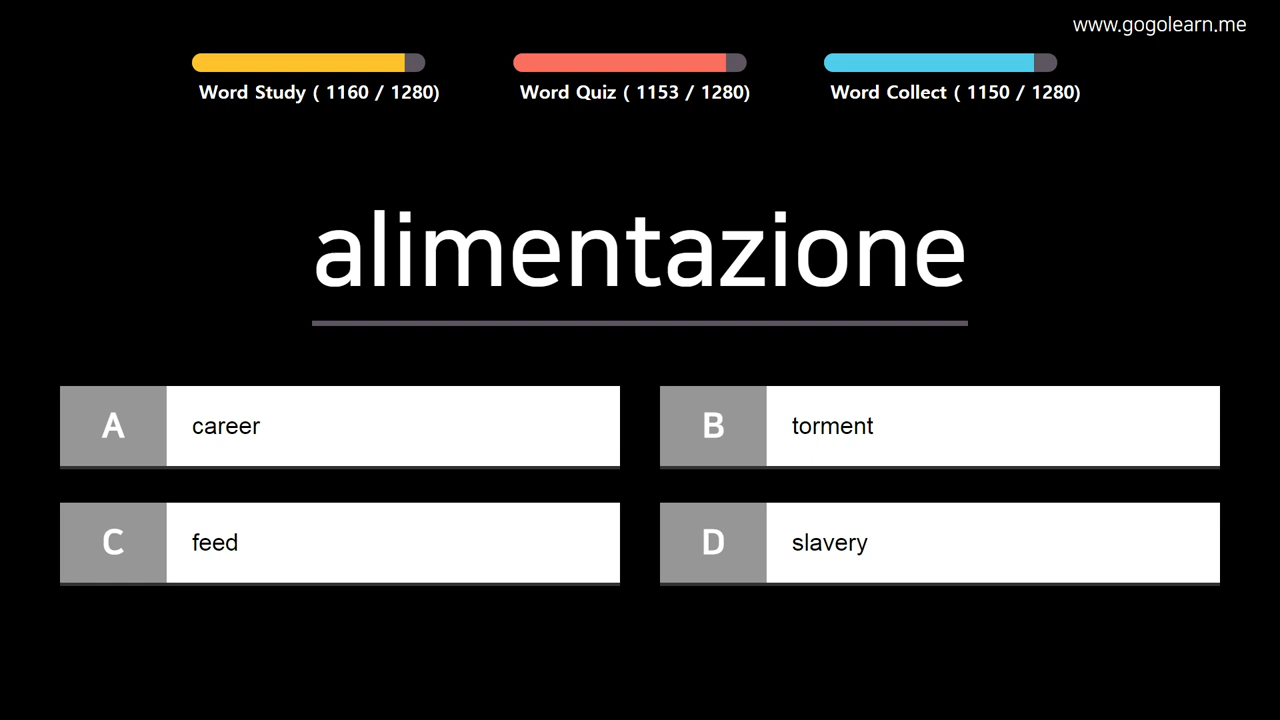 www.gogolearn.me
Word Study ( 1160 / 1280)
Word Quiz ( 1153 / 1280)
Word Collect ( 1150 / 1280)
alimentazione
A career
B torment
C feed
D slavery